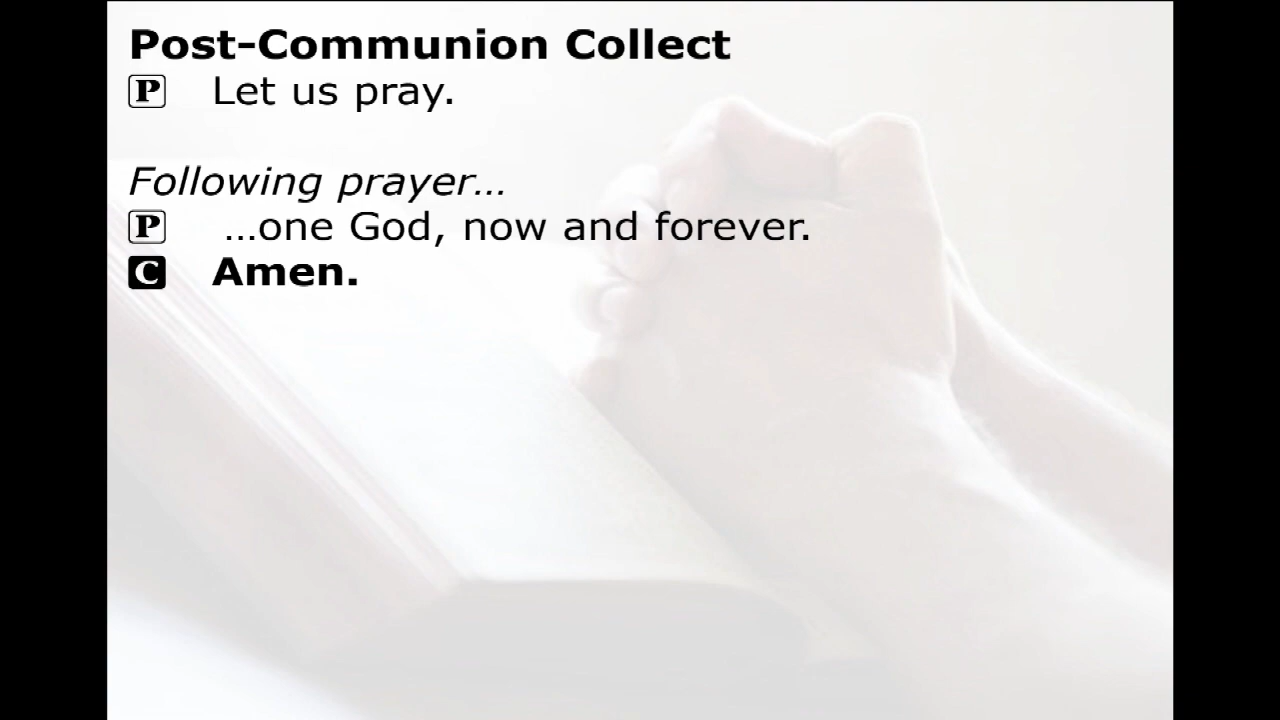 Post-Communion Collect
P Let us pray.
Following prayer…
P …one God, now and forever.
C Amen.